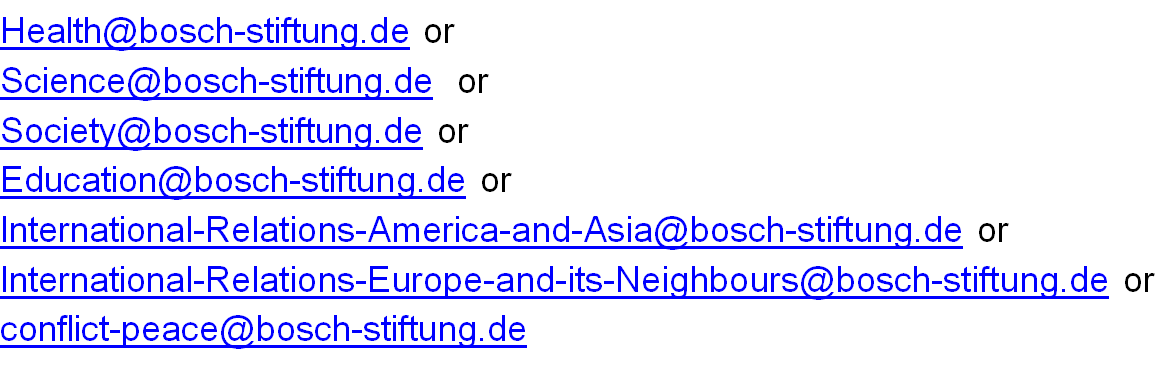 Health@bosch-stiftung.de or
Science@bosch-stiftung.de or
Society@bosch-stiftung.de or
Education@bosch-stiftung.de or
International-Relations-America-and-Asia@bosch-stiftung.de or
International-Relations-Europe-and-its-Neighbours@bosch-stiftung.de or
conflict-peace@bosch-stiftung.de